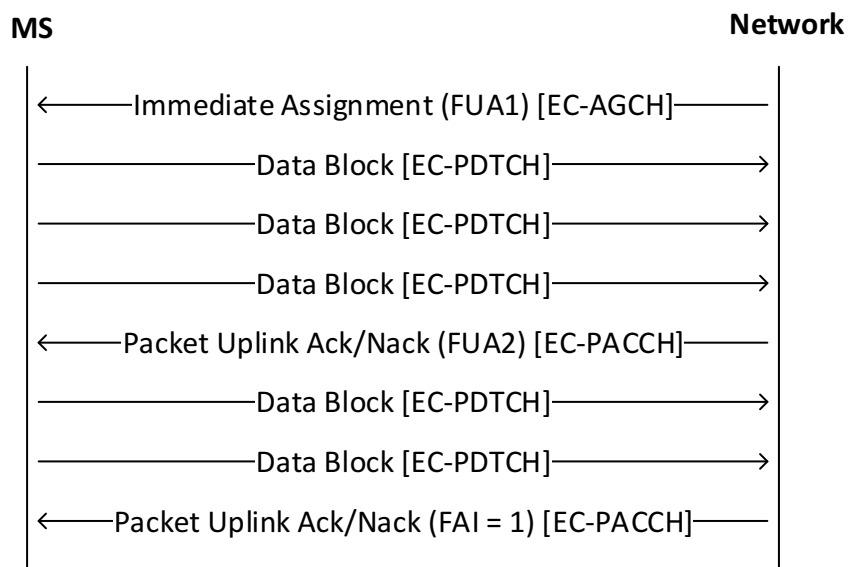 MS
Network
Immediate Assignment (FUA1) [EC-AGCH]
Data Block [EC-PDTCH]
Data Block [EC-PDTCH]
Data Block [EC-PDTCH]
Packet Uplink Ack/Nack (FUA2) [EC-PACCH]
Data Block [EC-PDTCH]
Data Block [EC-PDTCH]
Packet Uplink Ack/Nack (FAI = 1) [EC-PACCH]